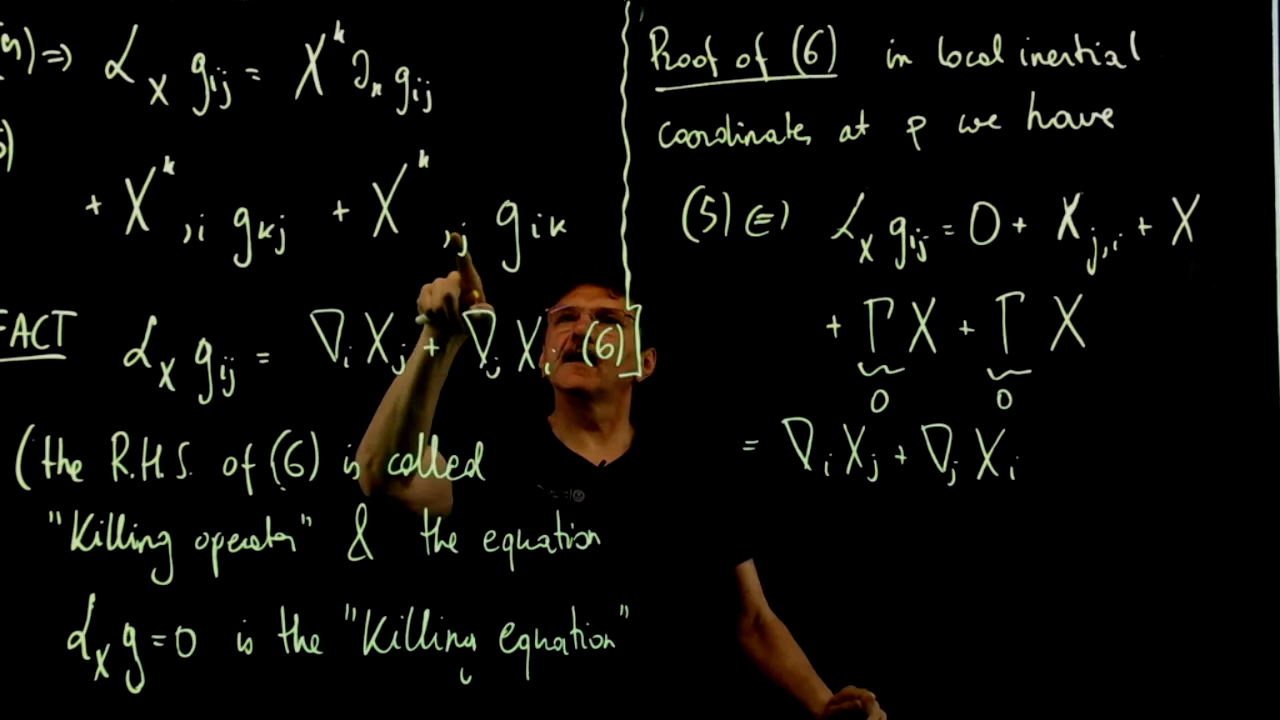 ⇒ ℒ_X g_ij = X^k ∂_k g_ij
5)
+ X^k_,i g_kj + X^k_,j g_ik
FACT ℒ_X g_ij = ∇_i X_j + ∇_j X_i (6)]
(the R.H.S. of (6) is called
"Killing operator" & the equation
ℒ_X g = 0 is the "Killing equation"
Proof of (6) in local inertial
coordinates at p we have
(5) ⇔ ℒ_X g_ij = 0 + X_j,i + X
+ Γ X + Γ X
0 0
= ∇_i X_j + ∇_j X_i